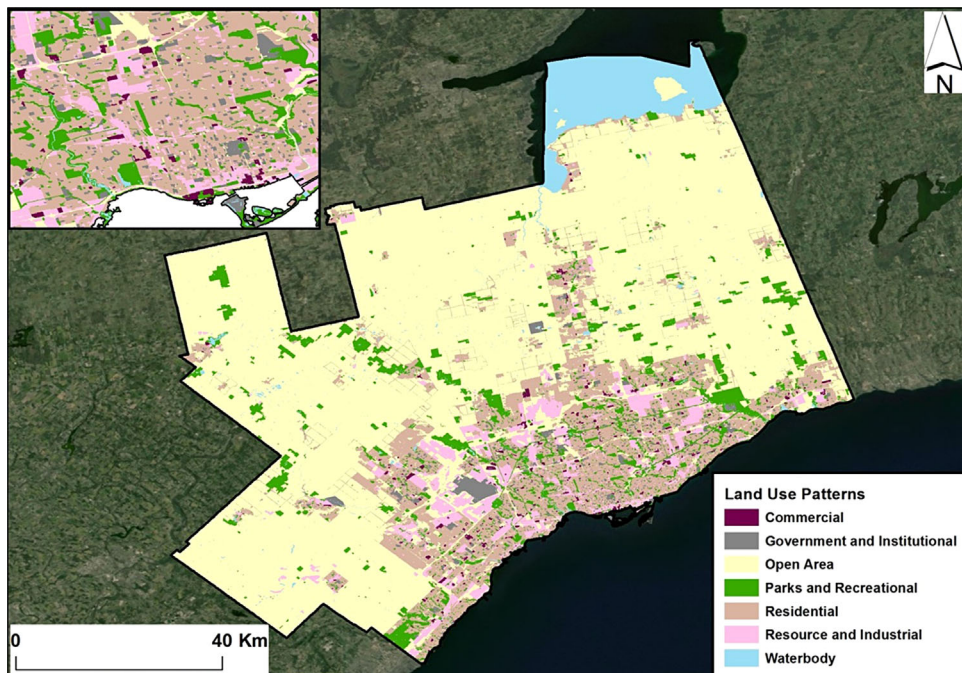 N
Land Use Patterns
Commercial
Government and Institutional
Open Area
Parks and Recreational
Residential
Resource and Industrial
Waterbody
0 40 Km